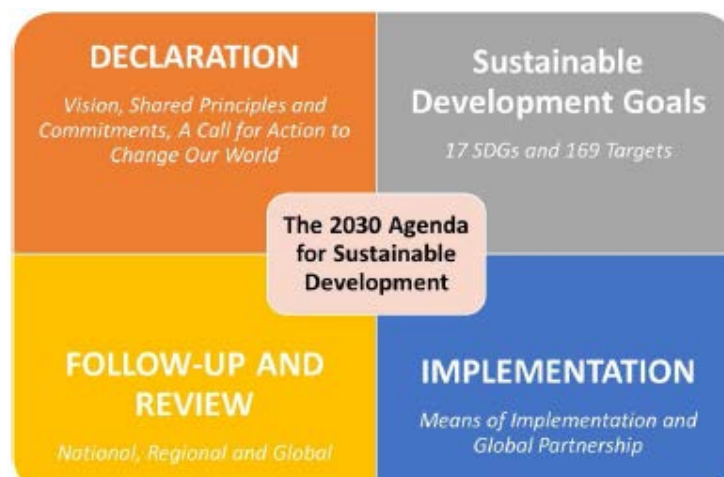 DECLARATION
Vision, Shared Principles and
Commitments, A Call for Action to
Change Our World
Sustainable
Development Goals
17 SDGs and 169 Targets
The 2030 Agenda
for Sustainable
Development
FOLLOW-UP AND
REVIEW
National, Regional and Global
IMPLEMENTATION
Means of Implementation and
Global Partnership